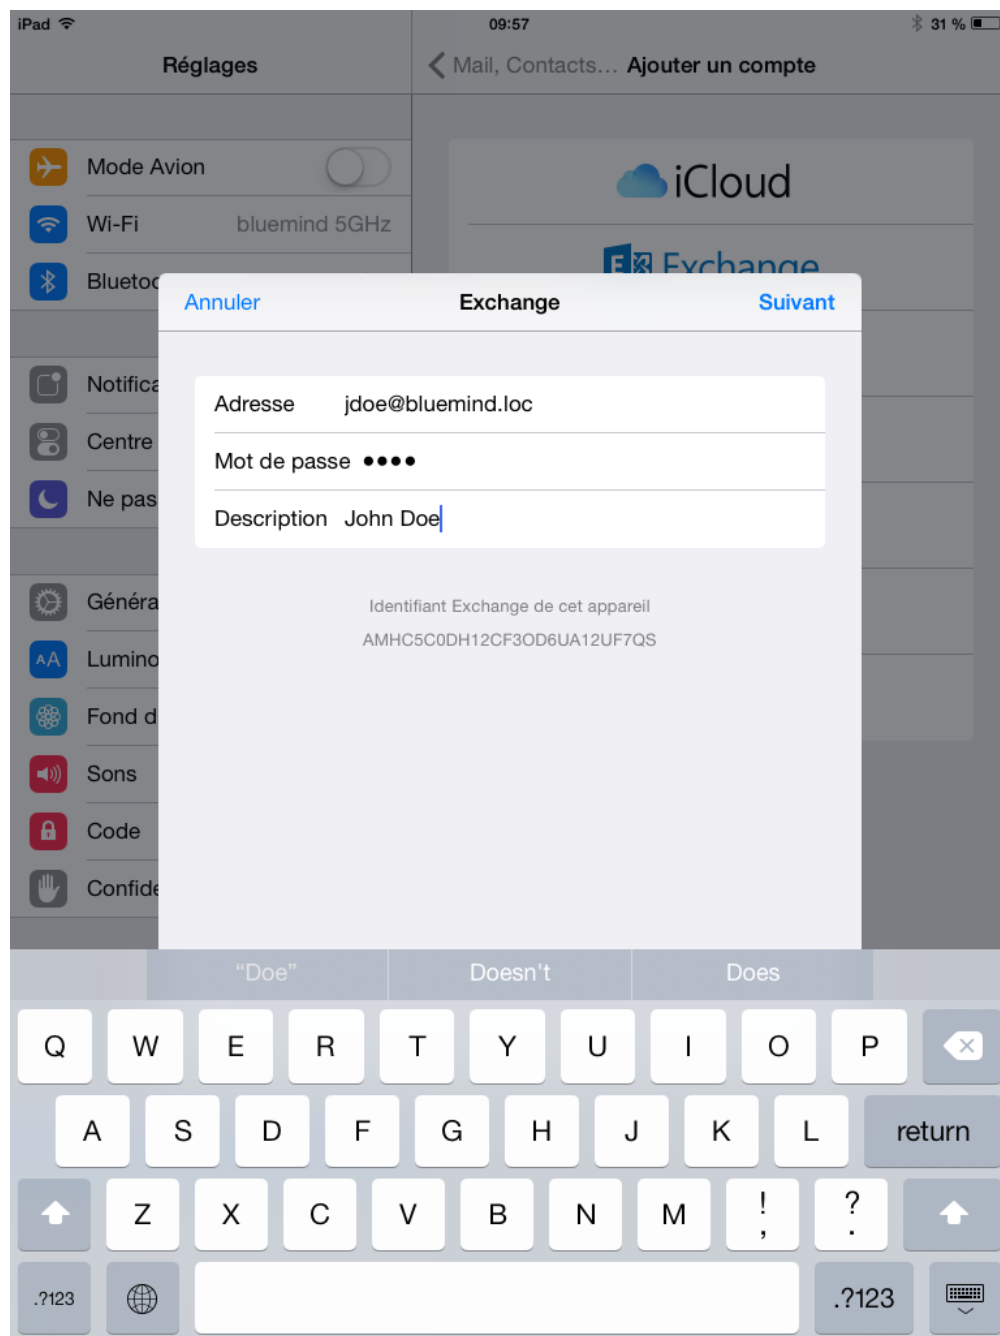 iPad 09:57 31 %
Réglages
Mail, Contacts... Ajouter un compte
Mode Avion
iCloud
Wi-Fi bluemind 5GHz
Exchange
Bluetoo
Annuler Exchange Suivant
Notifica
Adresse jdoe@bluemind.loc
Centre
Mot de passe ••••
Ne pas
Description John Doe
Généra
Identifiant Exchange de cet appareil
AMHC5C0DH12CF3OD6UA12UF7QS
AA Lumino
Fond d
Sons
Code
Confide
“Doe” Doesn't Does
Q W E R T Y U I O P
A S D F G H J K L return
Z X C V B N M ! , ? .
.?123 .?123